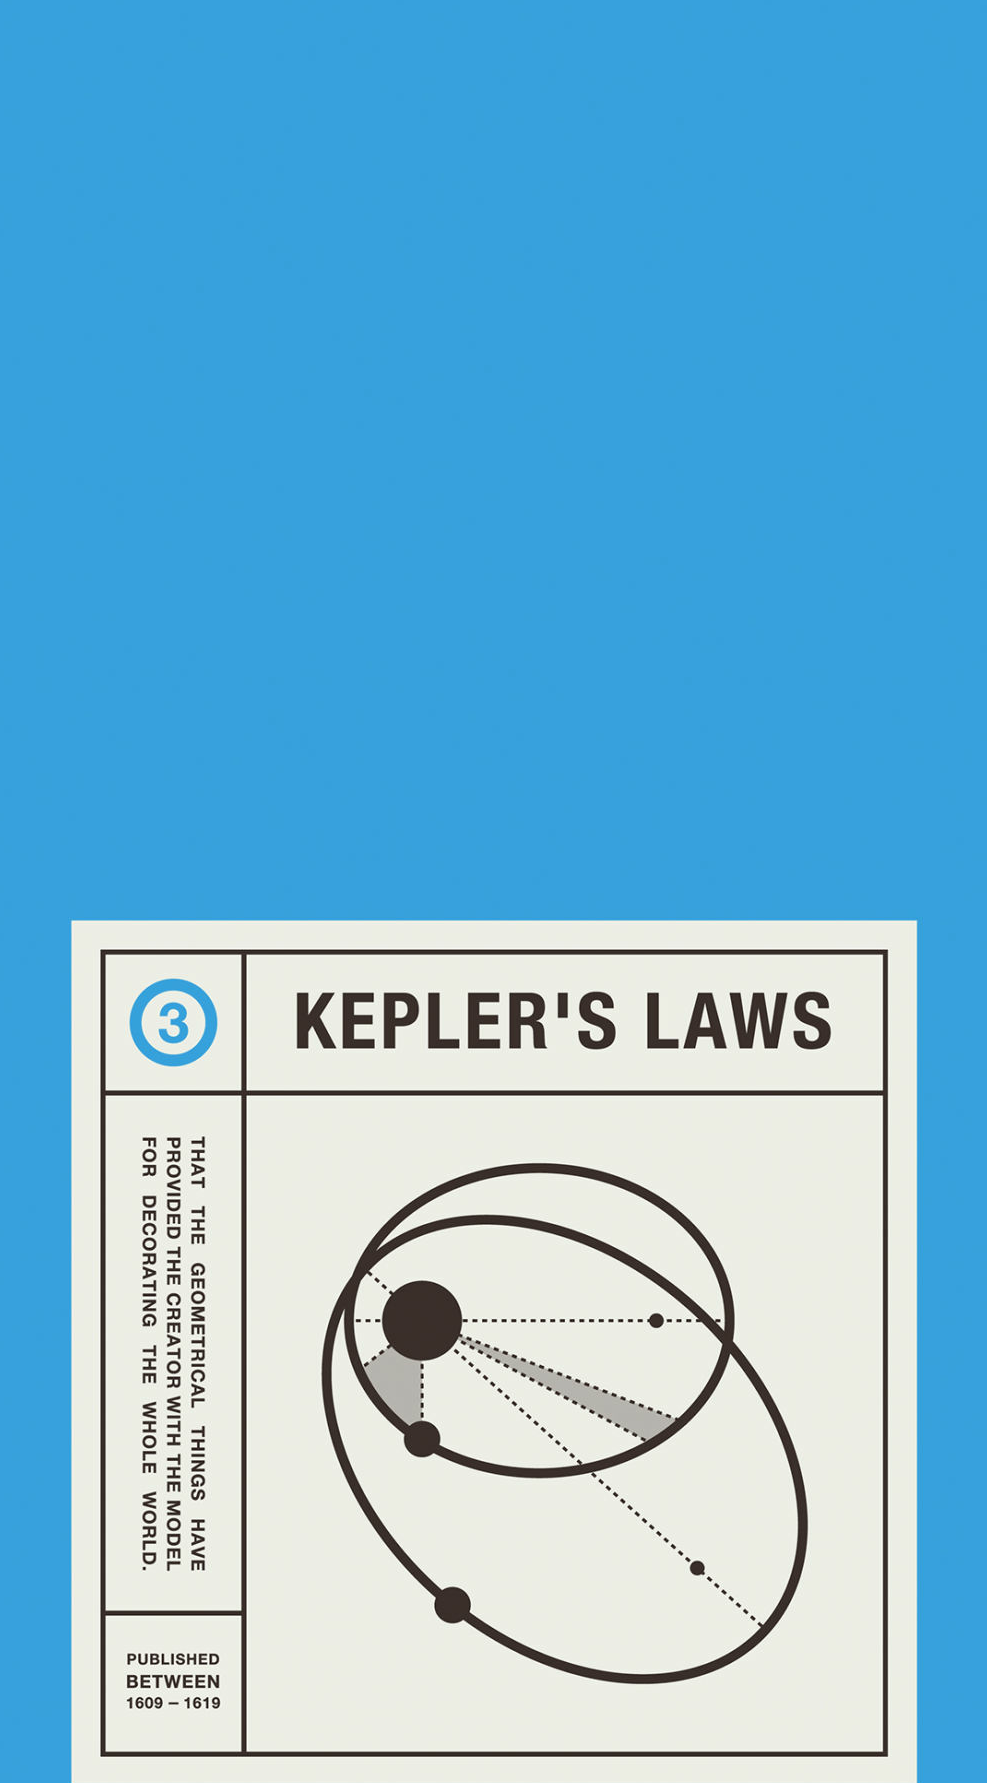 3
KEPLER'S LAWS
THAT THE GEOMETRICAL THINGS HAVE
PROVIDED THE CREATOR WITH THE MODEL
FOR DECORATING THE WHOLE WORLD.
PUBLISHED
BETWEEN
1609 – 1619